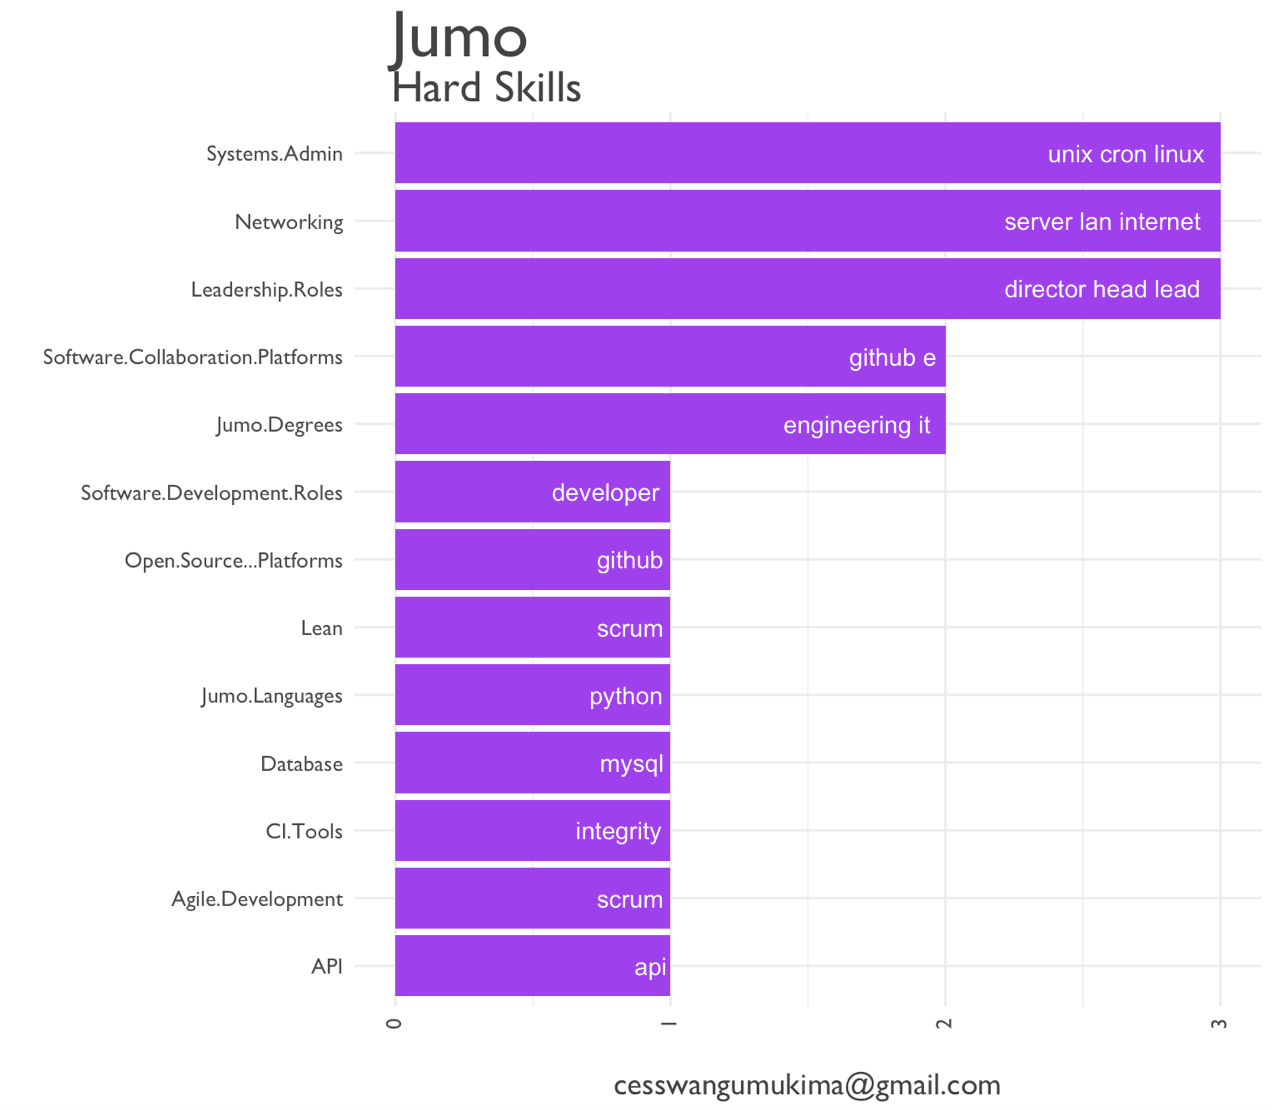 Jumo
Hard Skills
Systems.Admin unix cron linux
Networking server lan internet
Leadership.Roles director head lead
Software.Collaboration.Platforms github e
Jumo.Degrees engineering it
Software.Development.Roles developer
Open.Source...Platforms github
Lean scrum
Jumo.Languages python
Database mysql
CI.Tools integrity
Agile.Development scrum
API api
0 1 2 3
cesswangumukima@gmail.com